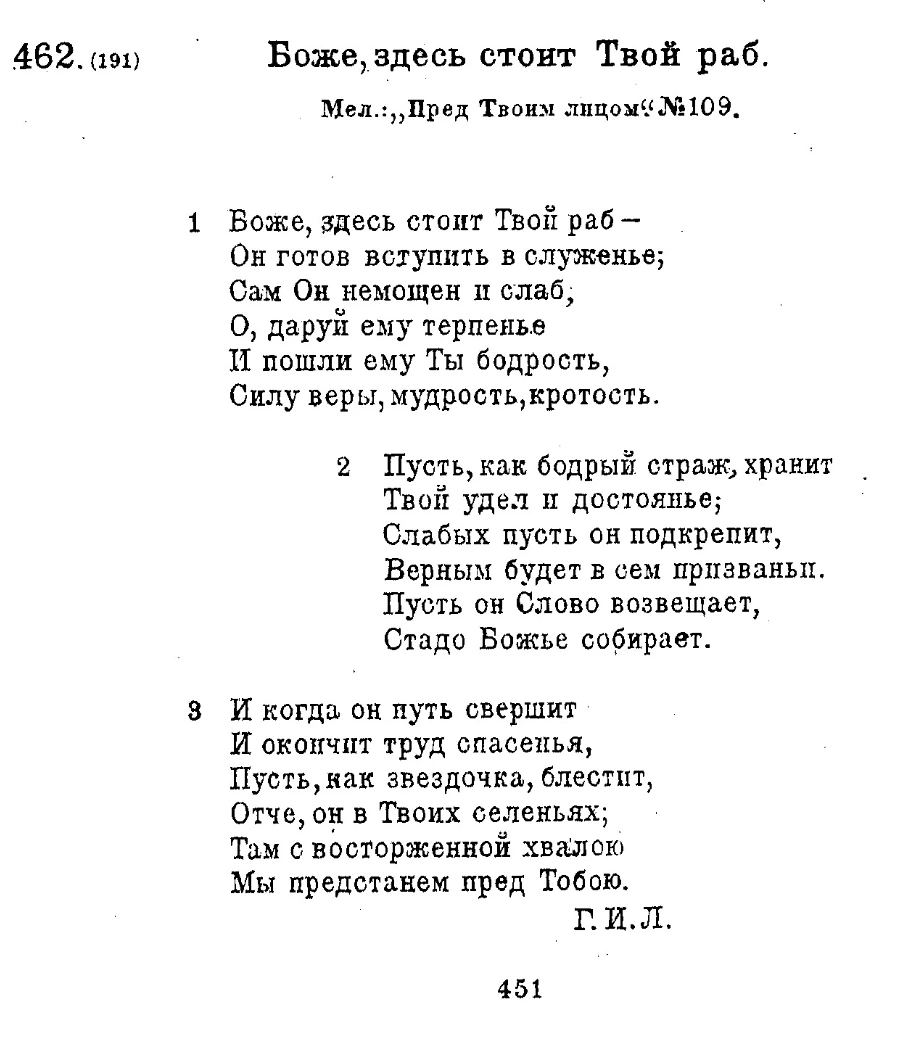 462. (191) Боже, здесь стоит Твой раб.
Мел.: „Пред Твоим лицом“ №109.
1 Боже, здесь стоит Твой раб –
Он готов вступить в служенье;
Сам Он немощен и слаб,
О, даруй ему терпенье
И пошли ему Ты бодрость,
Силу веры, мудрость, кротость.
2 Пусть, как бодрый страж, хранит
Твой удел и достоянье;
Слабых пусть он подкрепит,
Верным будет в сем призваньи.
Пусть он Слово возвещает,
Стадо Божье собирает.
3 И когда он путь свершит
И окончит труд спасенья,
Пусть, как звездочка, блестит,
Отче, он в Твоих селеньях;
Там с восторженной хвалою
Мы предстанем пред Тобою.
Г. И. Л.
451